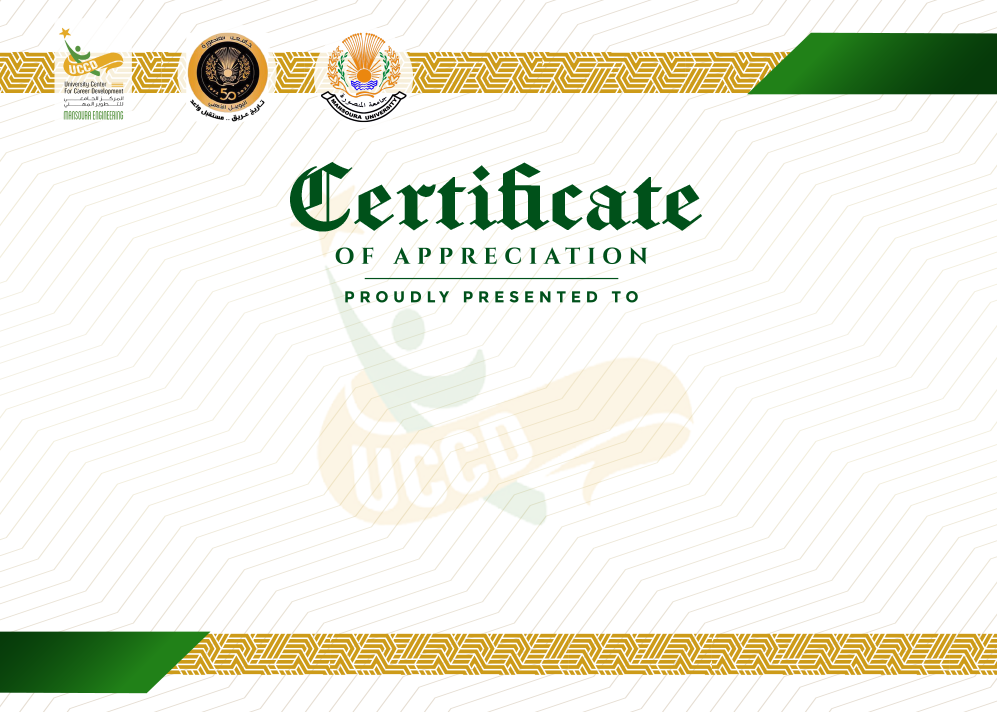 UCCD
University Center
For Career Development
المركز الجامعي
للتطوير المهني
MANSOURA ENGINEERING
جامعة المنصورة
50
اليوبيل الذهبي
تاريخ عريق .. مستقبل واعد
جامعة المنصورة
MANSOURA UNIVERSITY
Certificate
OF APPRECIATION
PROUDLY PRESENTED TO
UCCD